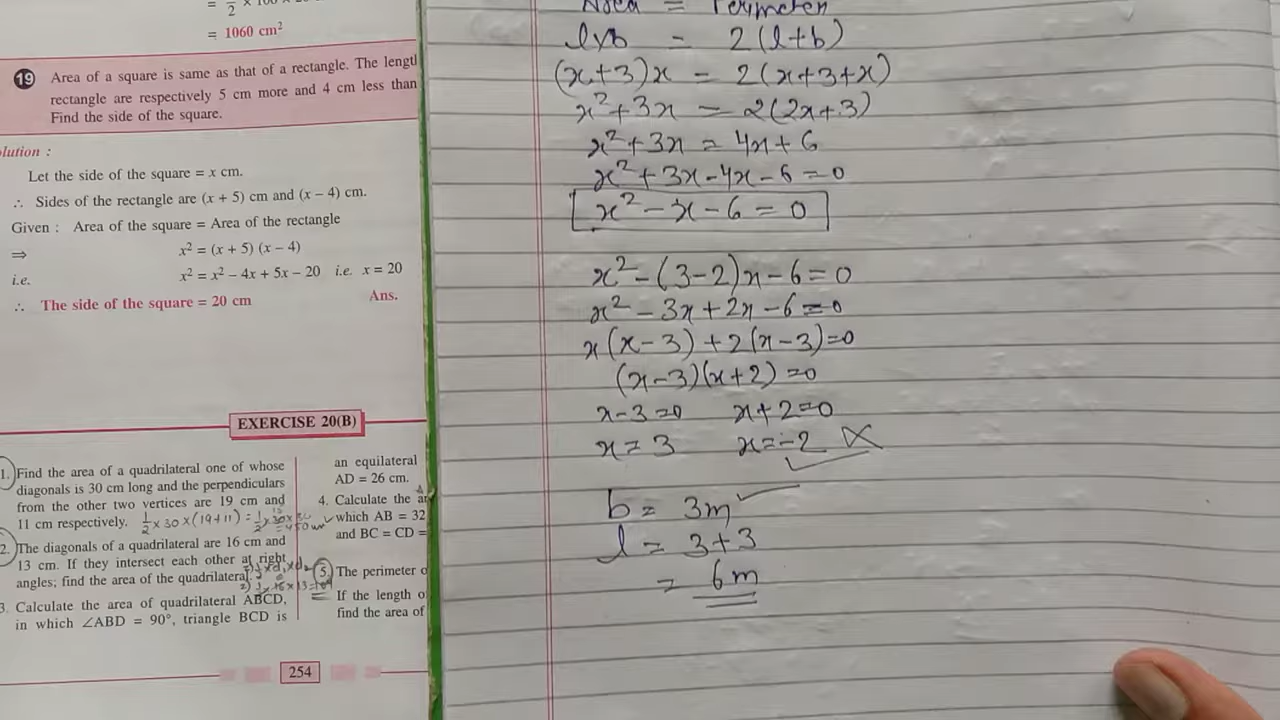 = 1060 cm²
19 Area of a square is same as that of a rectangle. The lengt
rectangle are respectively 5 cm more and 4 cm less than
Find the side of the square.
lution :
Let the side of the square = x cm.
∴ Sides of the rectangle are (x + 5) cm and (x – 4) cm.
Given : Area of the square = Area of the rectangle
⇒ x² = (x + 5) (x – 4)
i.e. x² = x² – 4x + 5x – 20 i.e. x = 20
∴ The side of the square = 20 cm Ans.
EXERCISE 20(B)
1. Find the area of a quadrilateral one of whose
diagonals is 30 cm long and the perpendiculars
from the other two vertices are 19 cm and
11 cm respectively. 1/2 × 30 × (19+11) =
2. The diagonals of a quadrilateral are 16 cm and
13 cm. If they intersect each other at right
angles; find the area of the quadrilateral.
3. Calculate the area of quadrilateral ABCD,
in which ∠ABD = 90°, triangle BCD is
an equilateral
AD = 26 cm.
4. Calculate the ar
which AB = 32
and BC = CD =
5. The perimeter o
If the length o
find the area of
254
Area = Perimeter
l×b = 2(l+b)
(x+3)x = 2(x+3+x)
x²+3x = 2(2x+3)
x²+3x = 4x+6
x²+3x-4x-6=0
x²-x-6=0
x²-(3-2)x-6=0
x²-3x+2x-6=0
x(x-3)+2(x-3)=0
(x-3)(x+2)=0
x-3=0 x+2=0
x=3 x=-2 ×
b = 3m
l = 3+3
= 6m